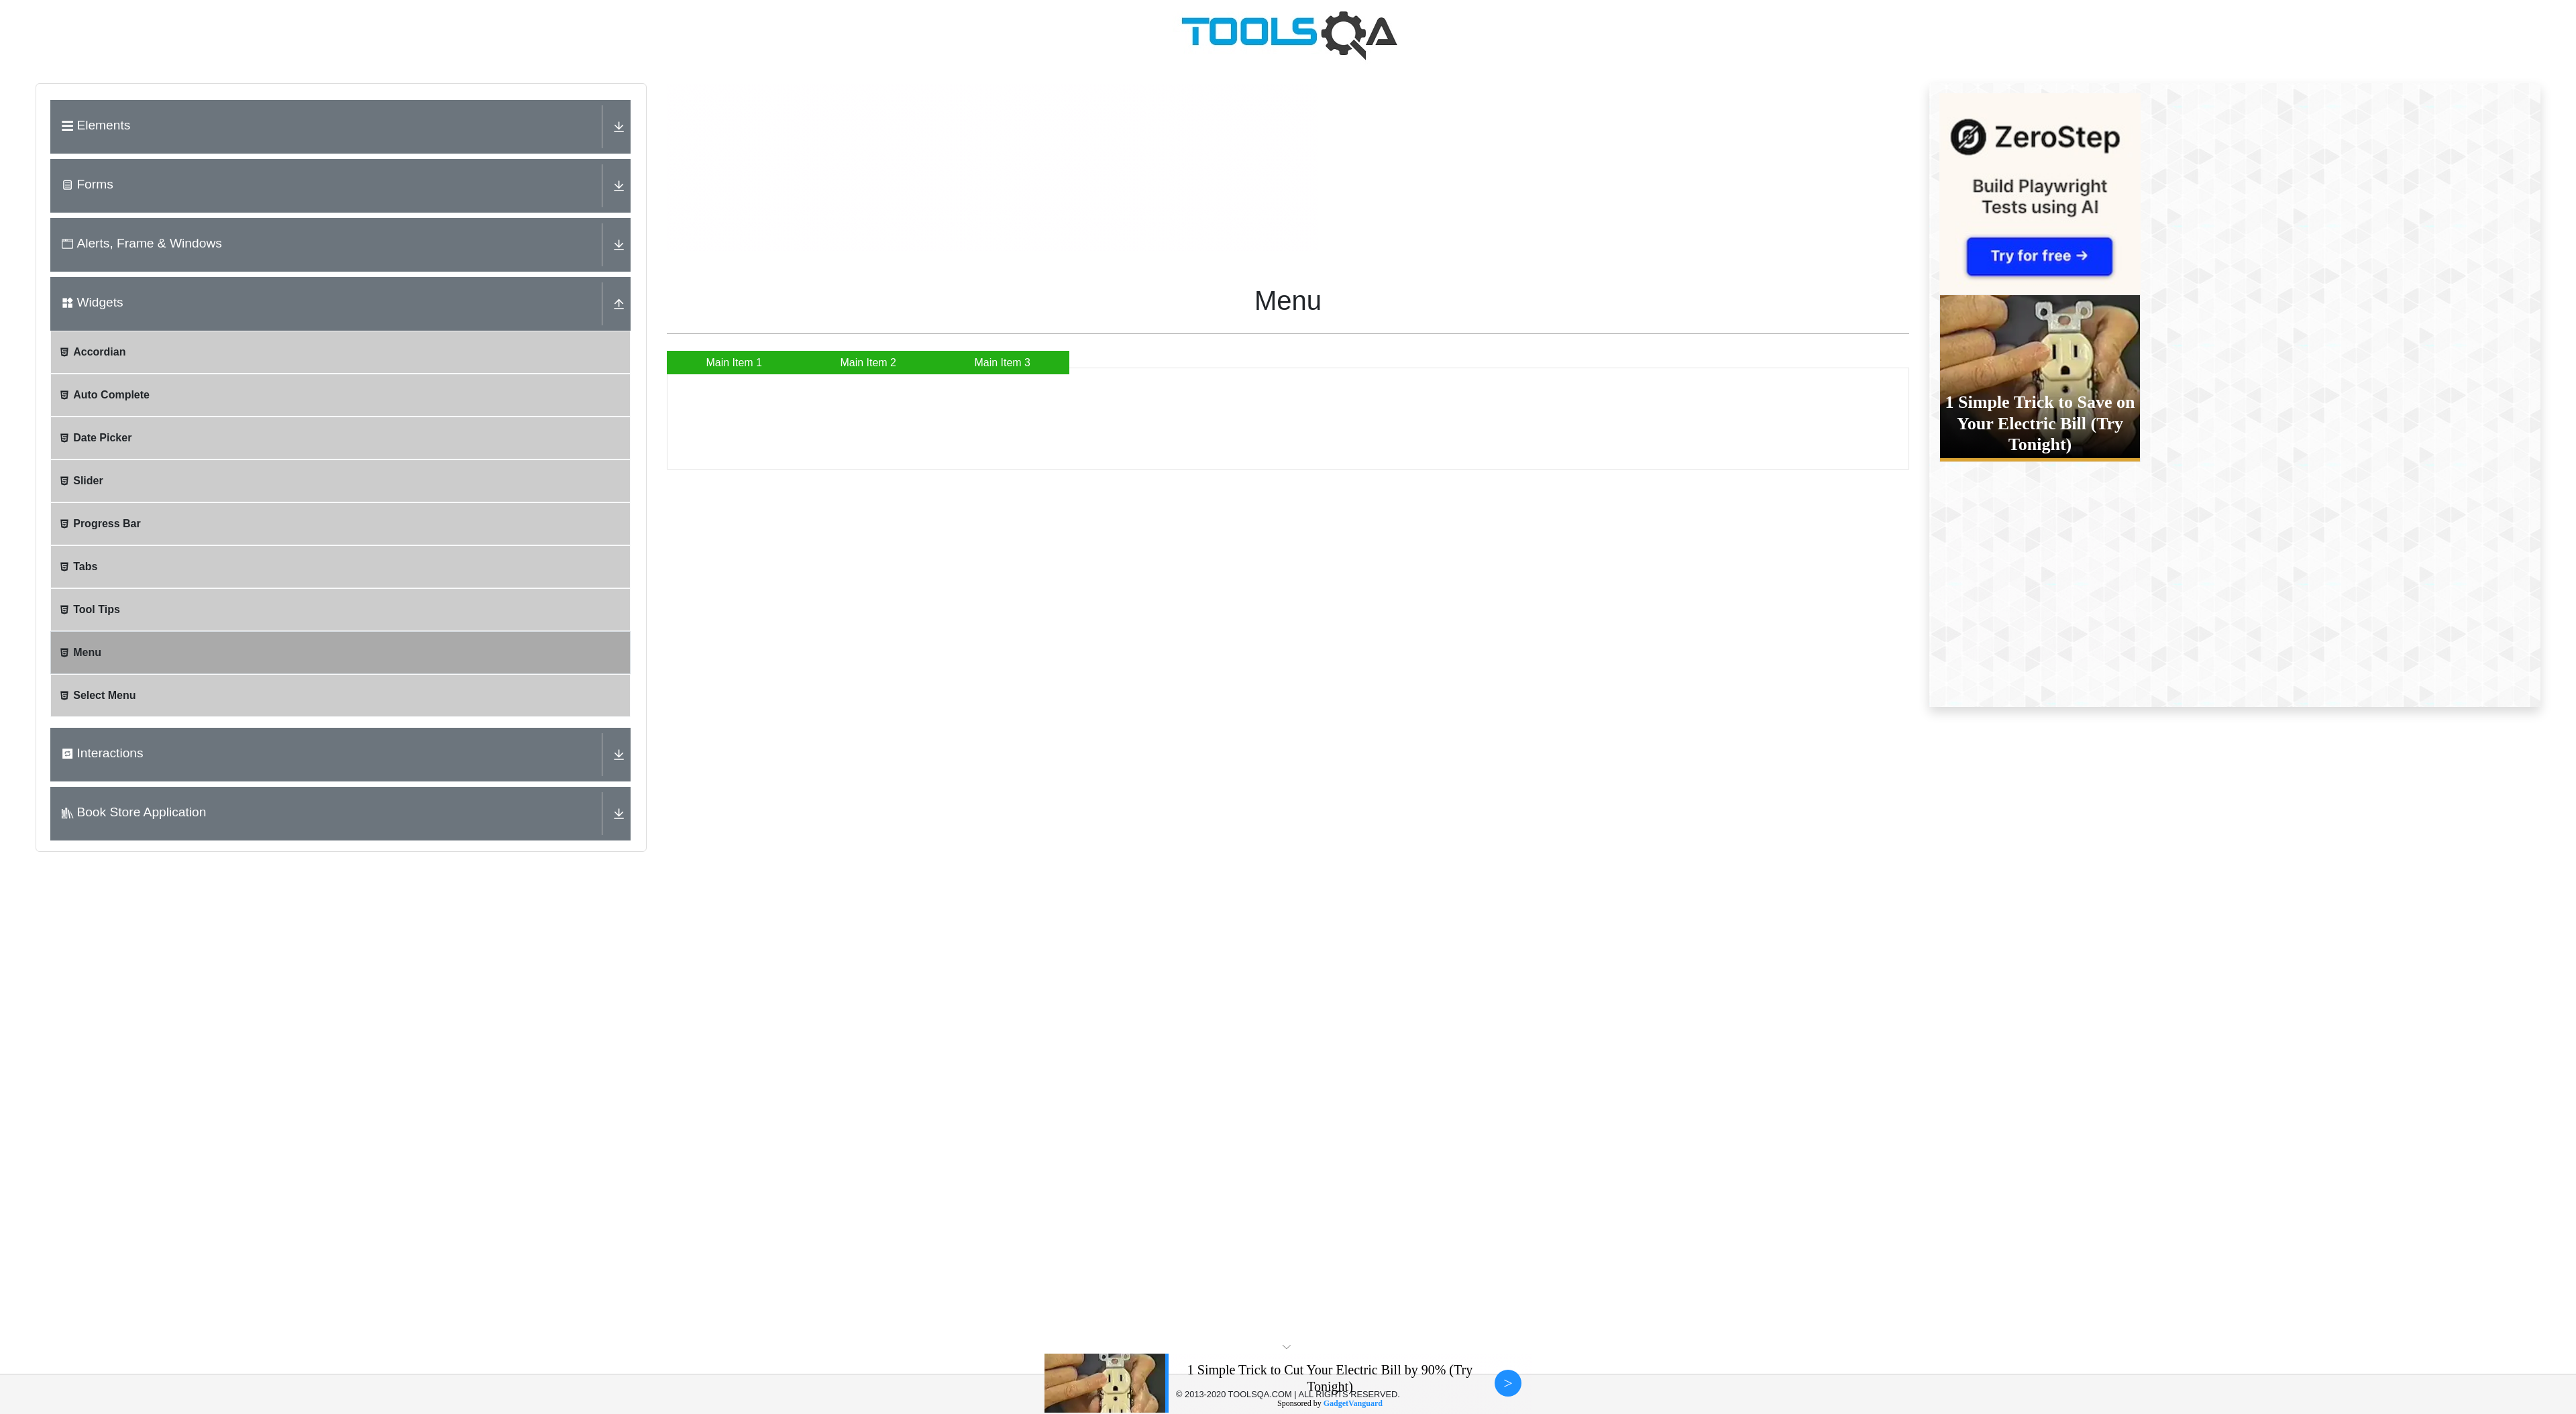 TOOLSQA
Elements
Forms
Alerts, Frame & Windows
Widgets
Accordian
Auto Complete
Date Picker
Slider
Progress Bar
Tabs
Tool Tips
Menu
Select Menu
Interactions
Book Store Application
Menu
Main Item 1
Main Item 2
Main Item 3
ZeroStep
Build Playwright
Tests using AI
Try for free →
1 Simple Trick to Save on
Your Electric Bill (Try
Tonight)
1 Simple Trick to Cut Your Electric Bill by 90% (Try
Tonight)
>
© 2013-2020 TOOLSQA.COM | ALL RIGHTS RESERVED.
Sponsored by GadgetVanguard